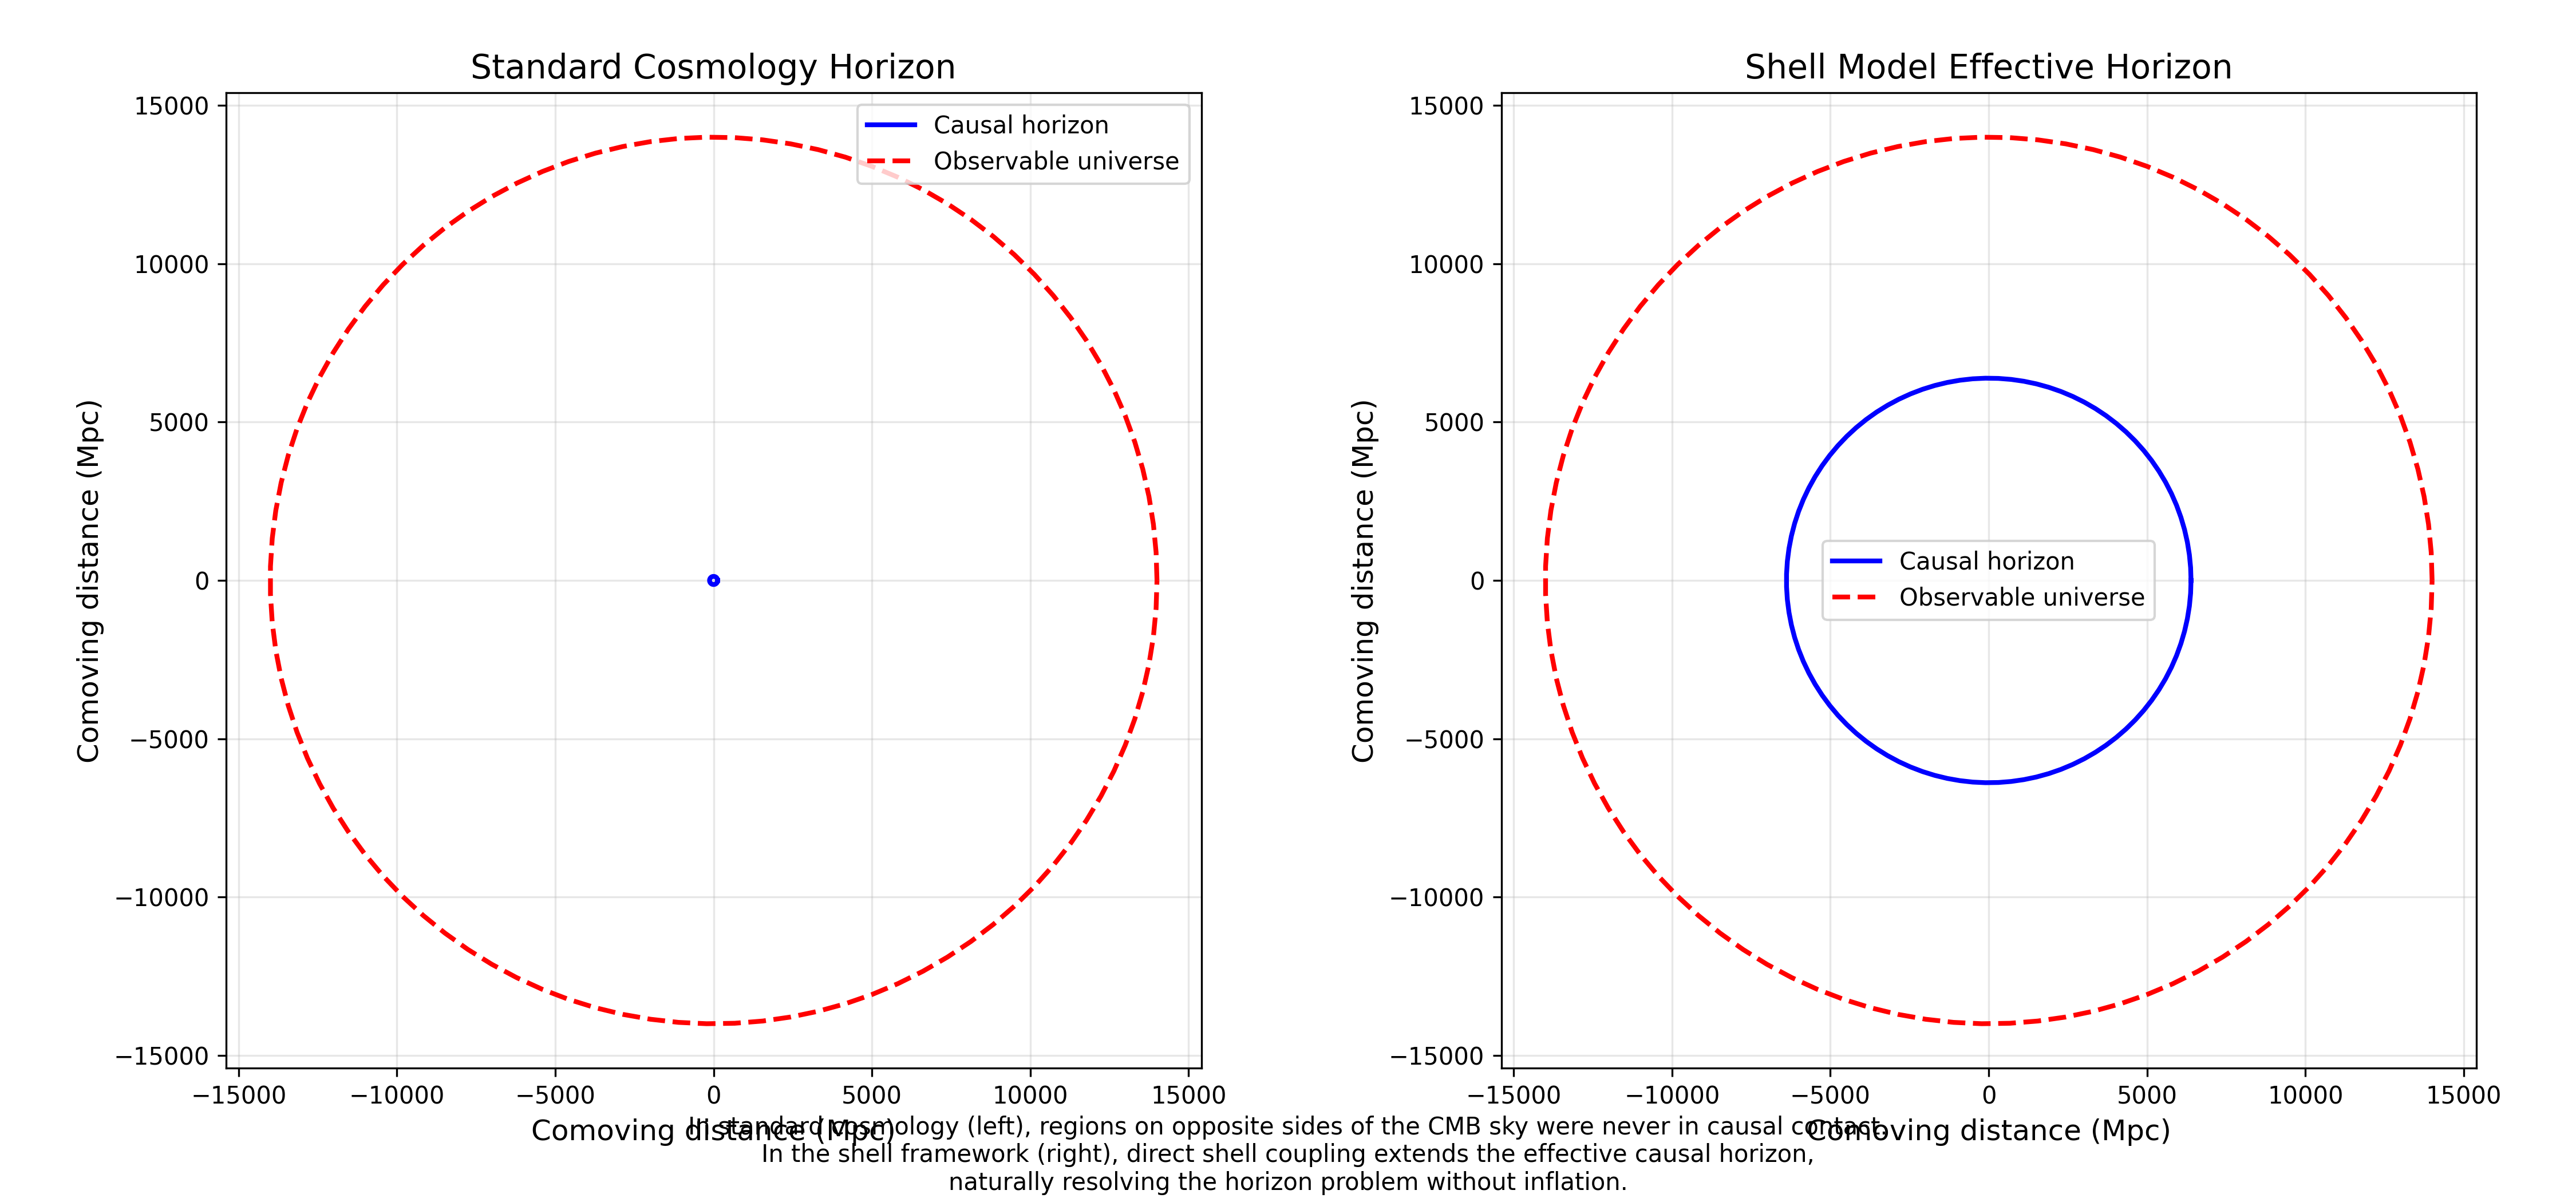 Standard Cosmology Horizon
Causal horizon
Observable universe
Comoving distance (Mpc)
15000
10000
5000
0
−5000
−10000
−15000
−15000
−10000
−5000
0
5000
10000
15000
Comoving distance (Mpc)
Shell Model Effective Horizon
Causal horizon
Observable universe
Comoving distance (Mpc)
15000
10000
5000
0
−5000
−10000
−15000
−15000
−10000
−5000
0
5000
10000
15000
Comoving distance (Mpc)
In standard cosmology (left), regions on opposite sides of the CMB sky were never in causal contact.
In the shell framework (right), direct shell coupling extends the effective causal horizon,
naturally resolving the horizon problem without inflation.